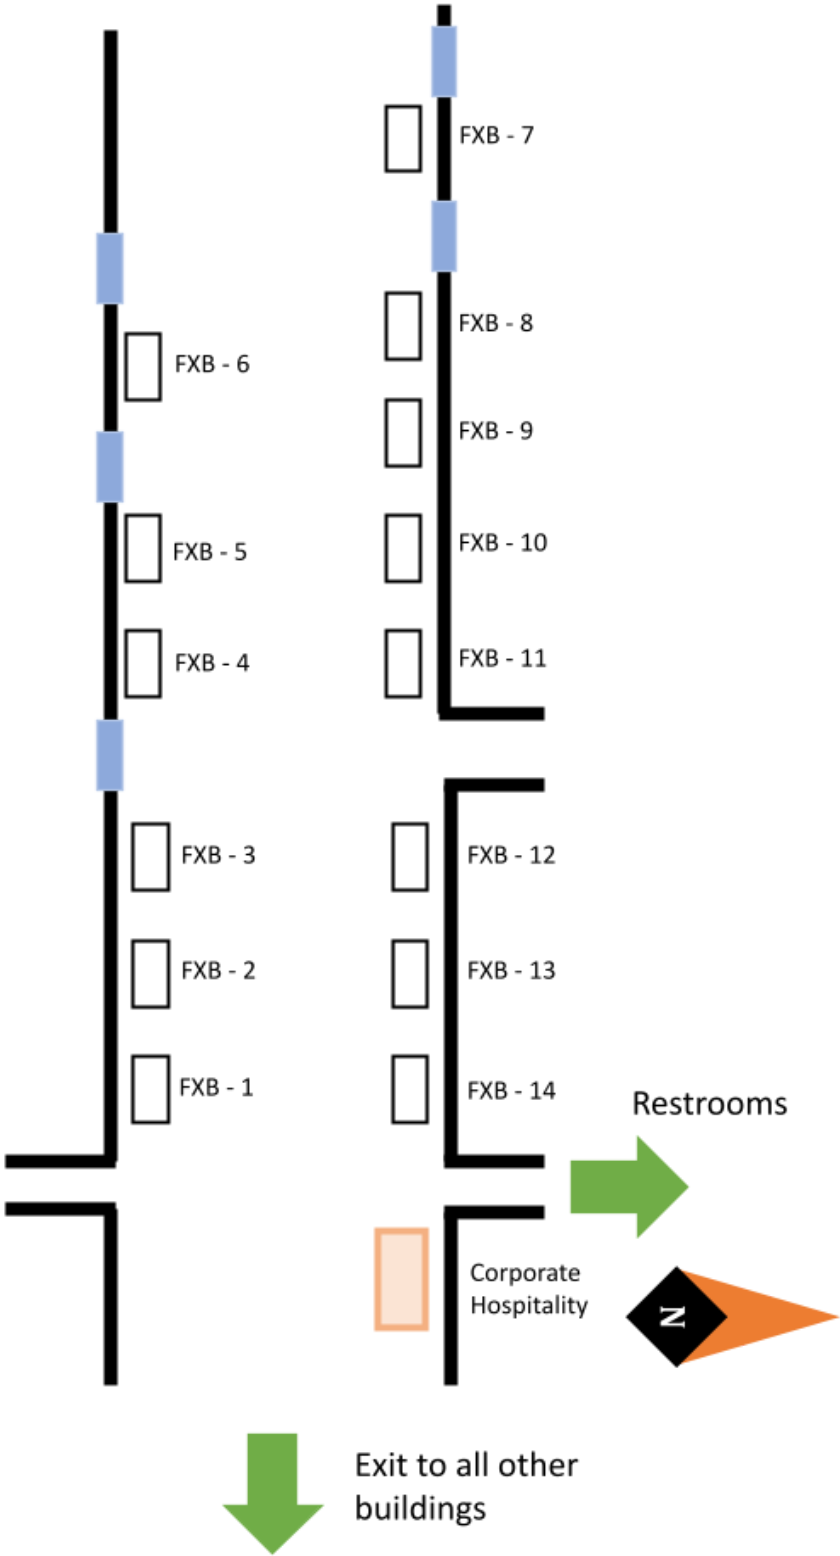 FXB - 7
FXB - 8
FXB - 6
FXB - 9
FXB - 10
FXB - 5
FXB - 11
FXB - 4
FXB - 3
FXB - 12
FXB - 2
FXB - 13
FXB - 1
FXB - 14
Restrooms
Corporate
Hospitality
N
Exit to all other
buildings